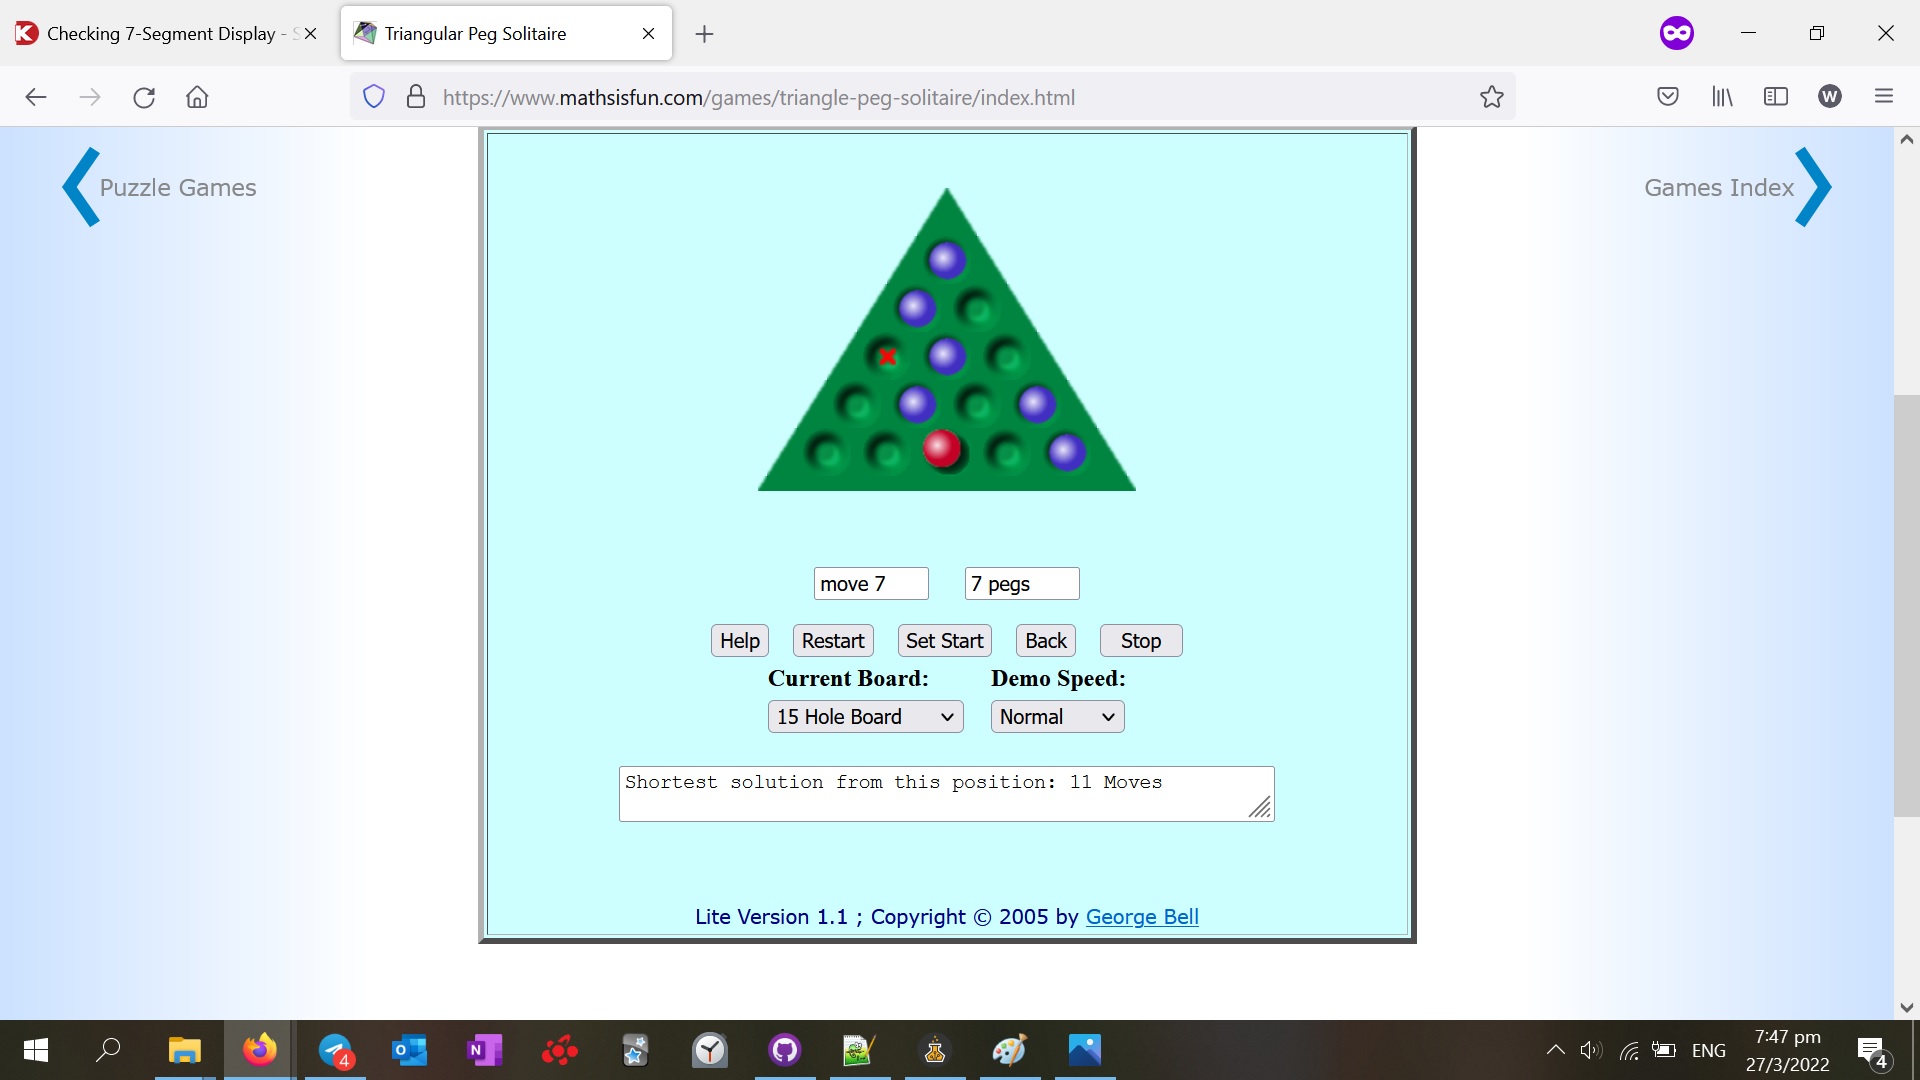 Checking 7-Segment Display -
Triangular Peg Solitaire
https://www.mathsisfun.com/games/triangle-peg-solitaire/index.html
W
Puzzle Games
Games Index
move 7
7 pegs
Help
Restart
Set Start
Back
Stop
Current Board:
Demo Speed:
15 Hole Board
Normal
Shortest solution from this position: 11 Moves
Lite Version 1.1 ; Copyright © 2005 by George Bell
4
ENG
7:47 pm
27/3/2022
4